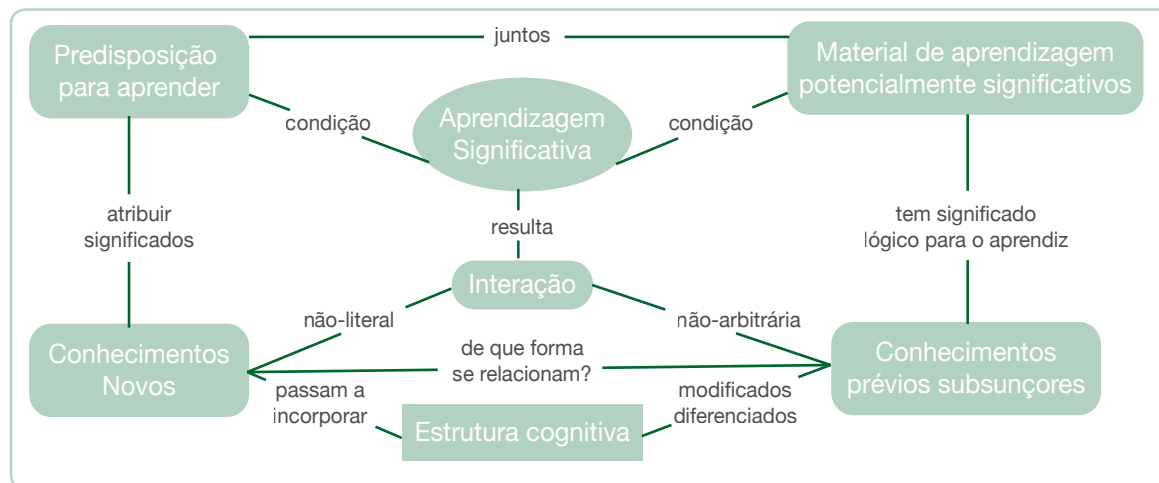 juntos
Predisposição
para aprender
Material de aprendizagem
potencialmente significativos
condição
Aprendizagem
Significativa
condição
atribuir
significados
resulta
tem significado
lógico para o aprendiz
Interação
não-literal
não-arbitrária
Conhecimentos
Novos
de que forma
se relacionam?
Conhecimentos
prévios subsunçores
passam a
incorporar
Estrutura cognitiva
modificados
diferenciados